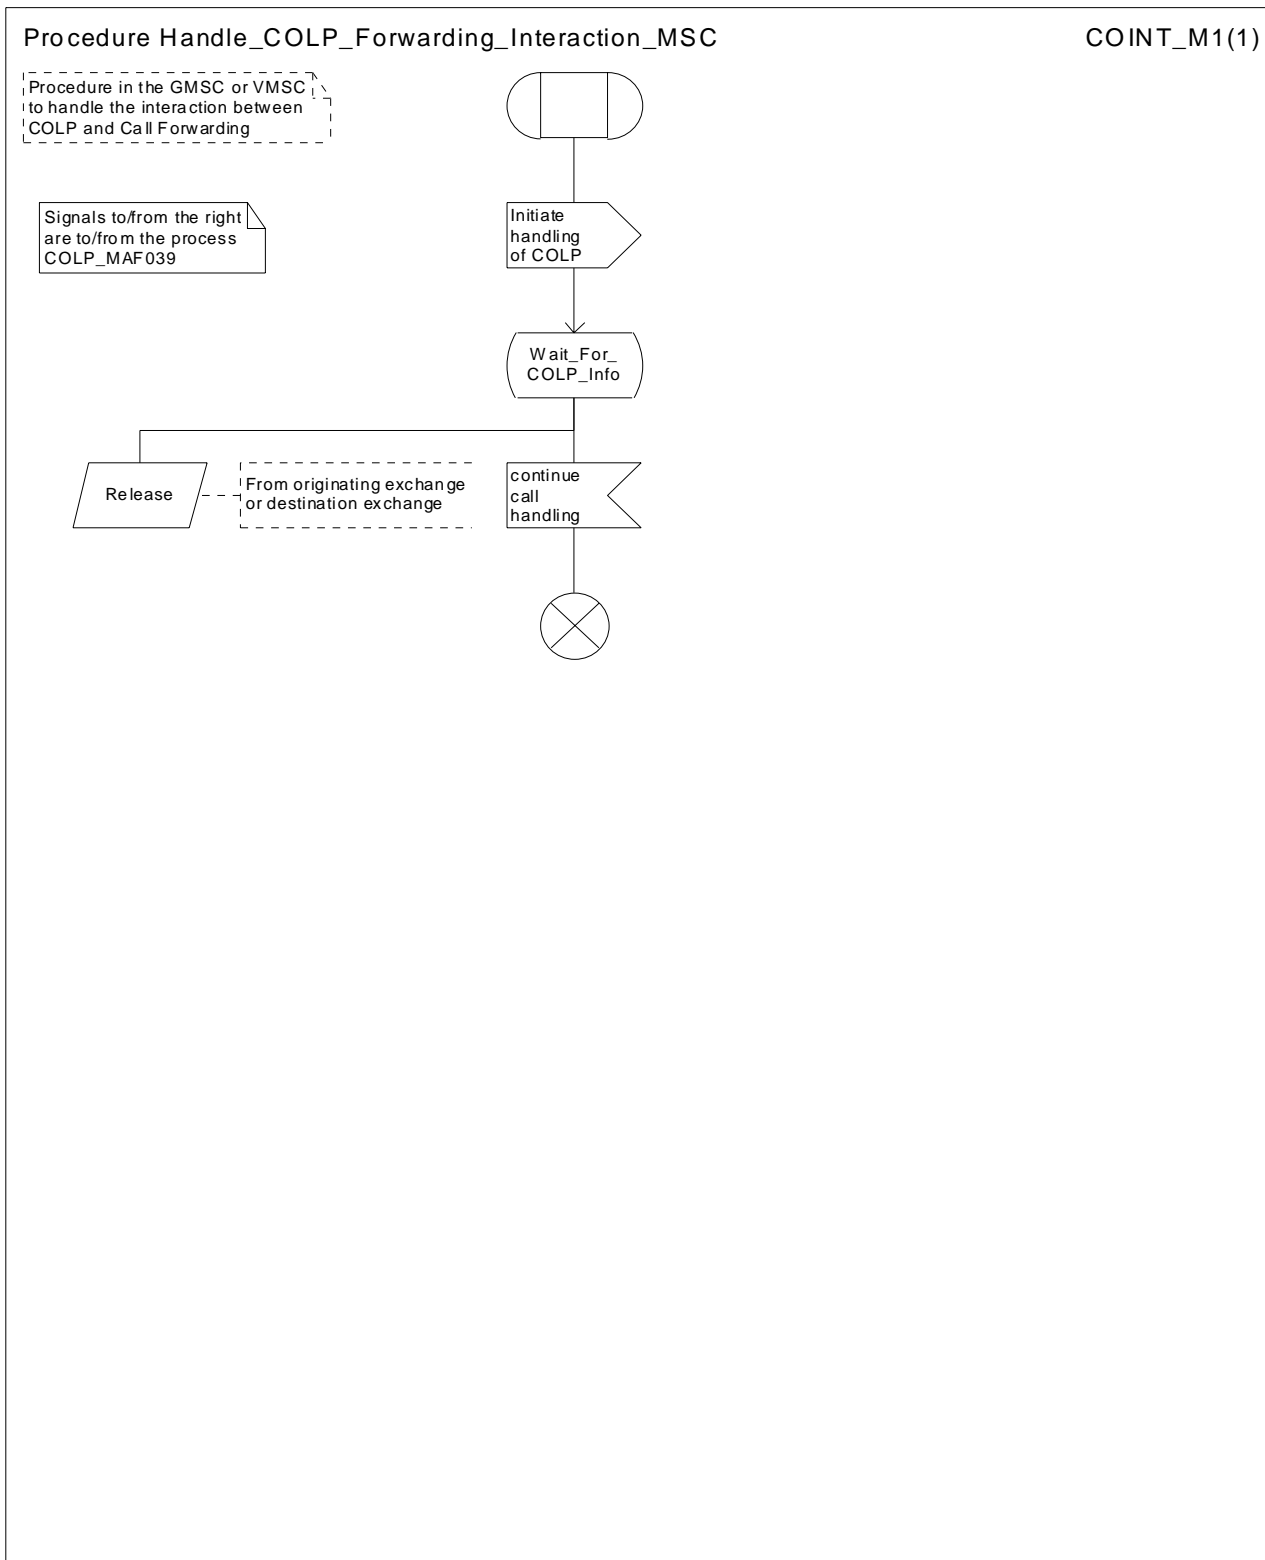 Procedure Handle_COLP_Forwarding_Interaction_MSC
COINT_M1(1)
Procedure in the GMSC or VMSC
to handle the interaction between
COLP and Call Forwarding
Signals to/from the right
are to/from the process
COLP_MAF039
Initiate
handling
of COLP
Wait_For_
COLP_Info
Release
From originating exchange
or destination exchange
continue
call
handling